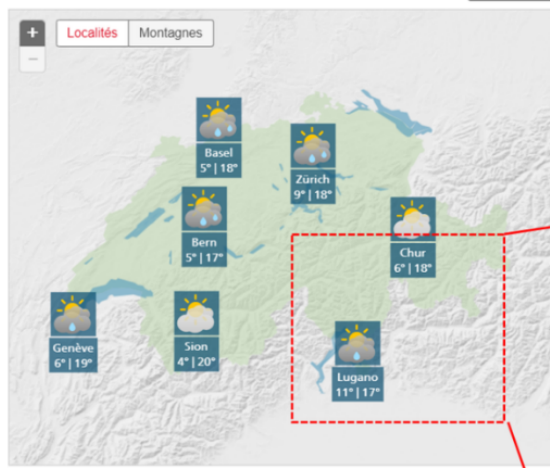 +
Localités Montagnes
−
Basel
5° | 18°
Zürich
9° | 18°
Bern
5° | 17°
Chur
6° | 18°
Genève
6° | 19°
Sion
4° | 20°
Lugano
11° | 17°